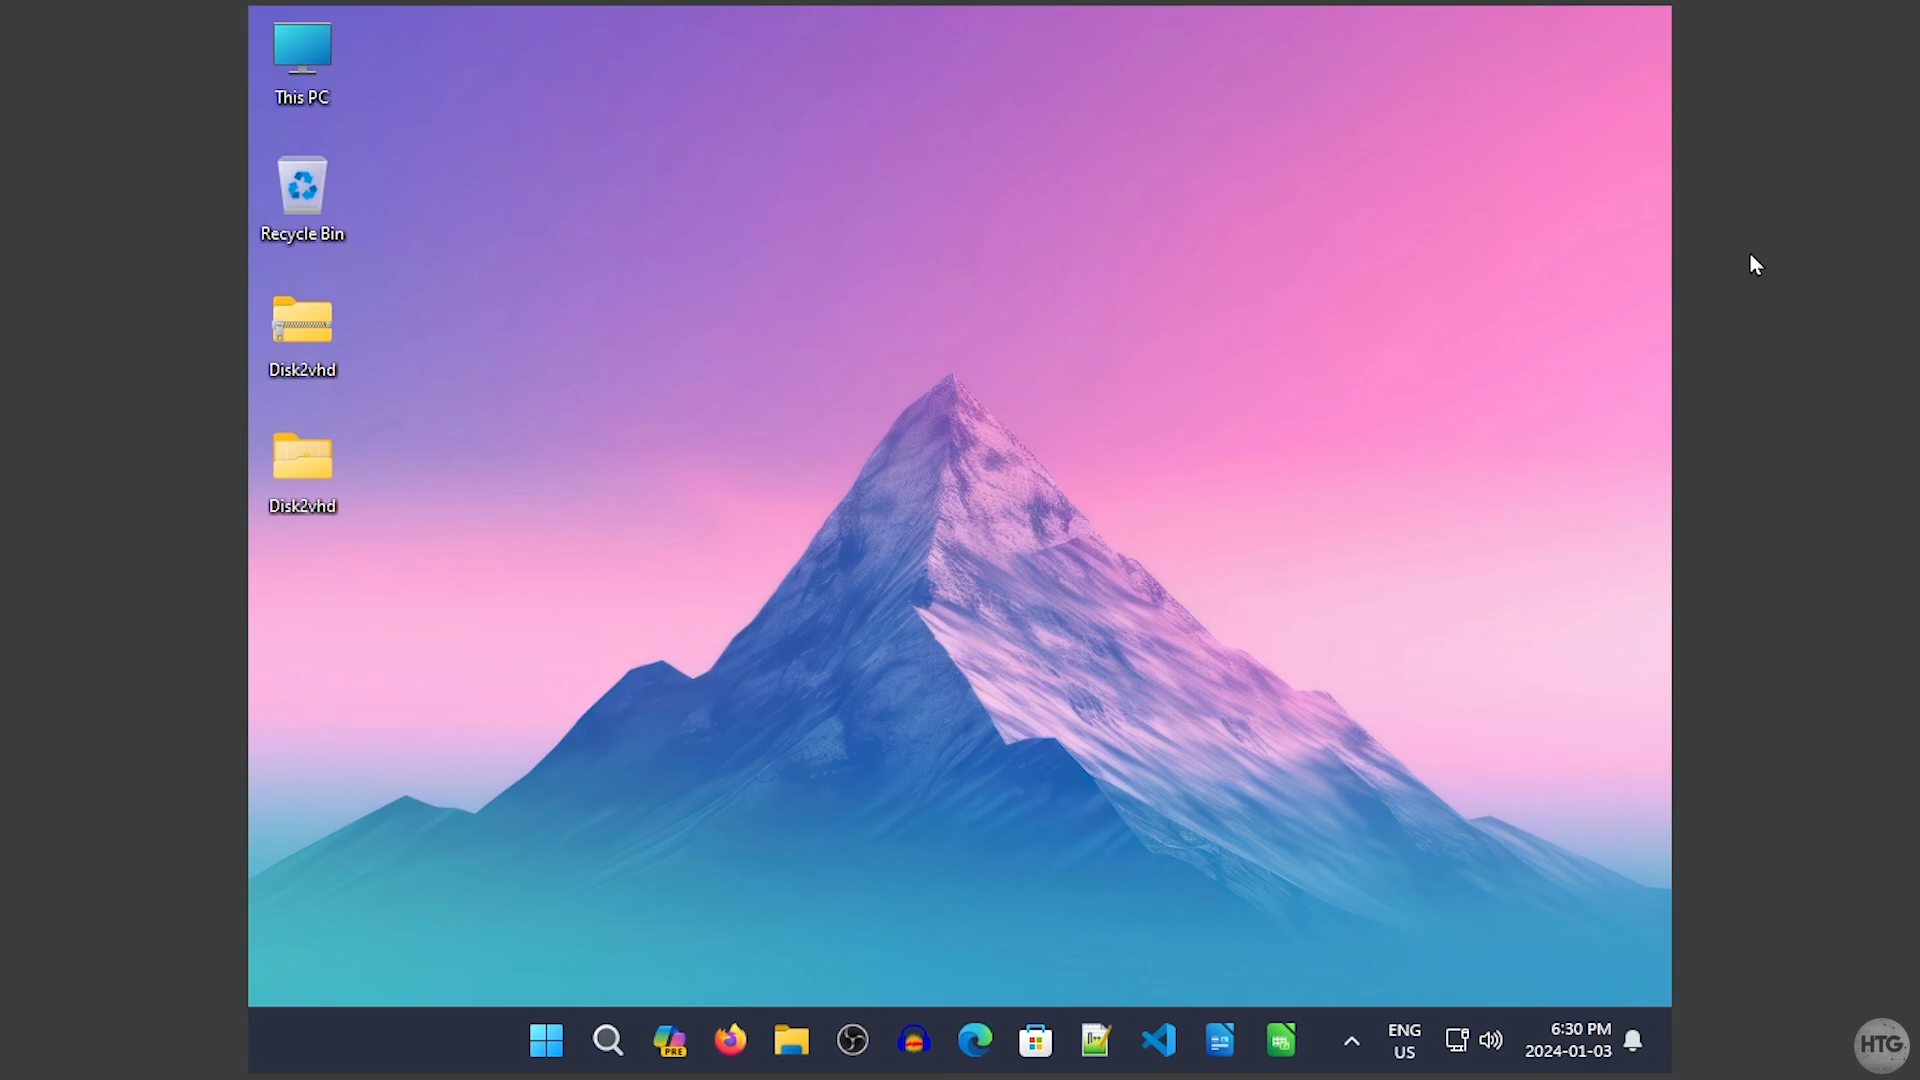 This PC
Recycle Bin
Disk2vhd
Disk2vhd
PRE
ENG
US
6:30 PM
2024-01-03
HTG